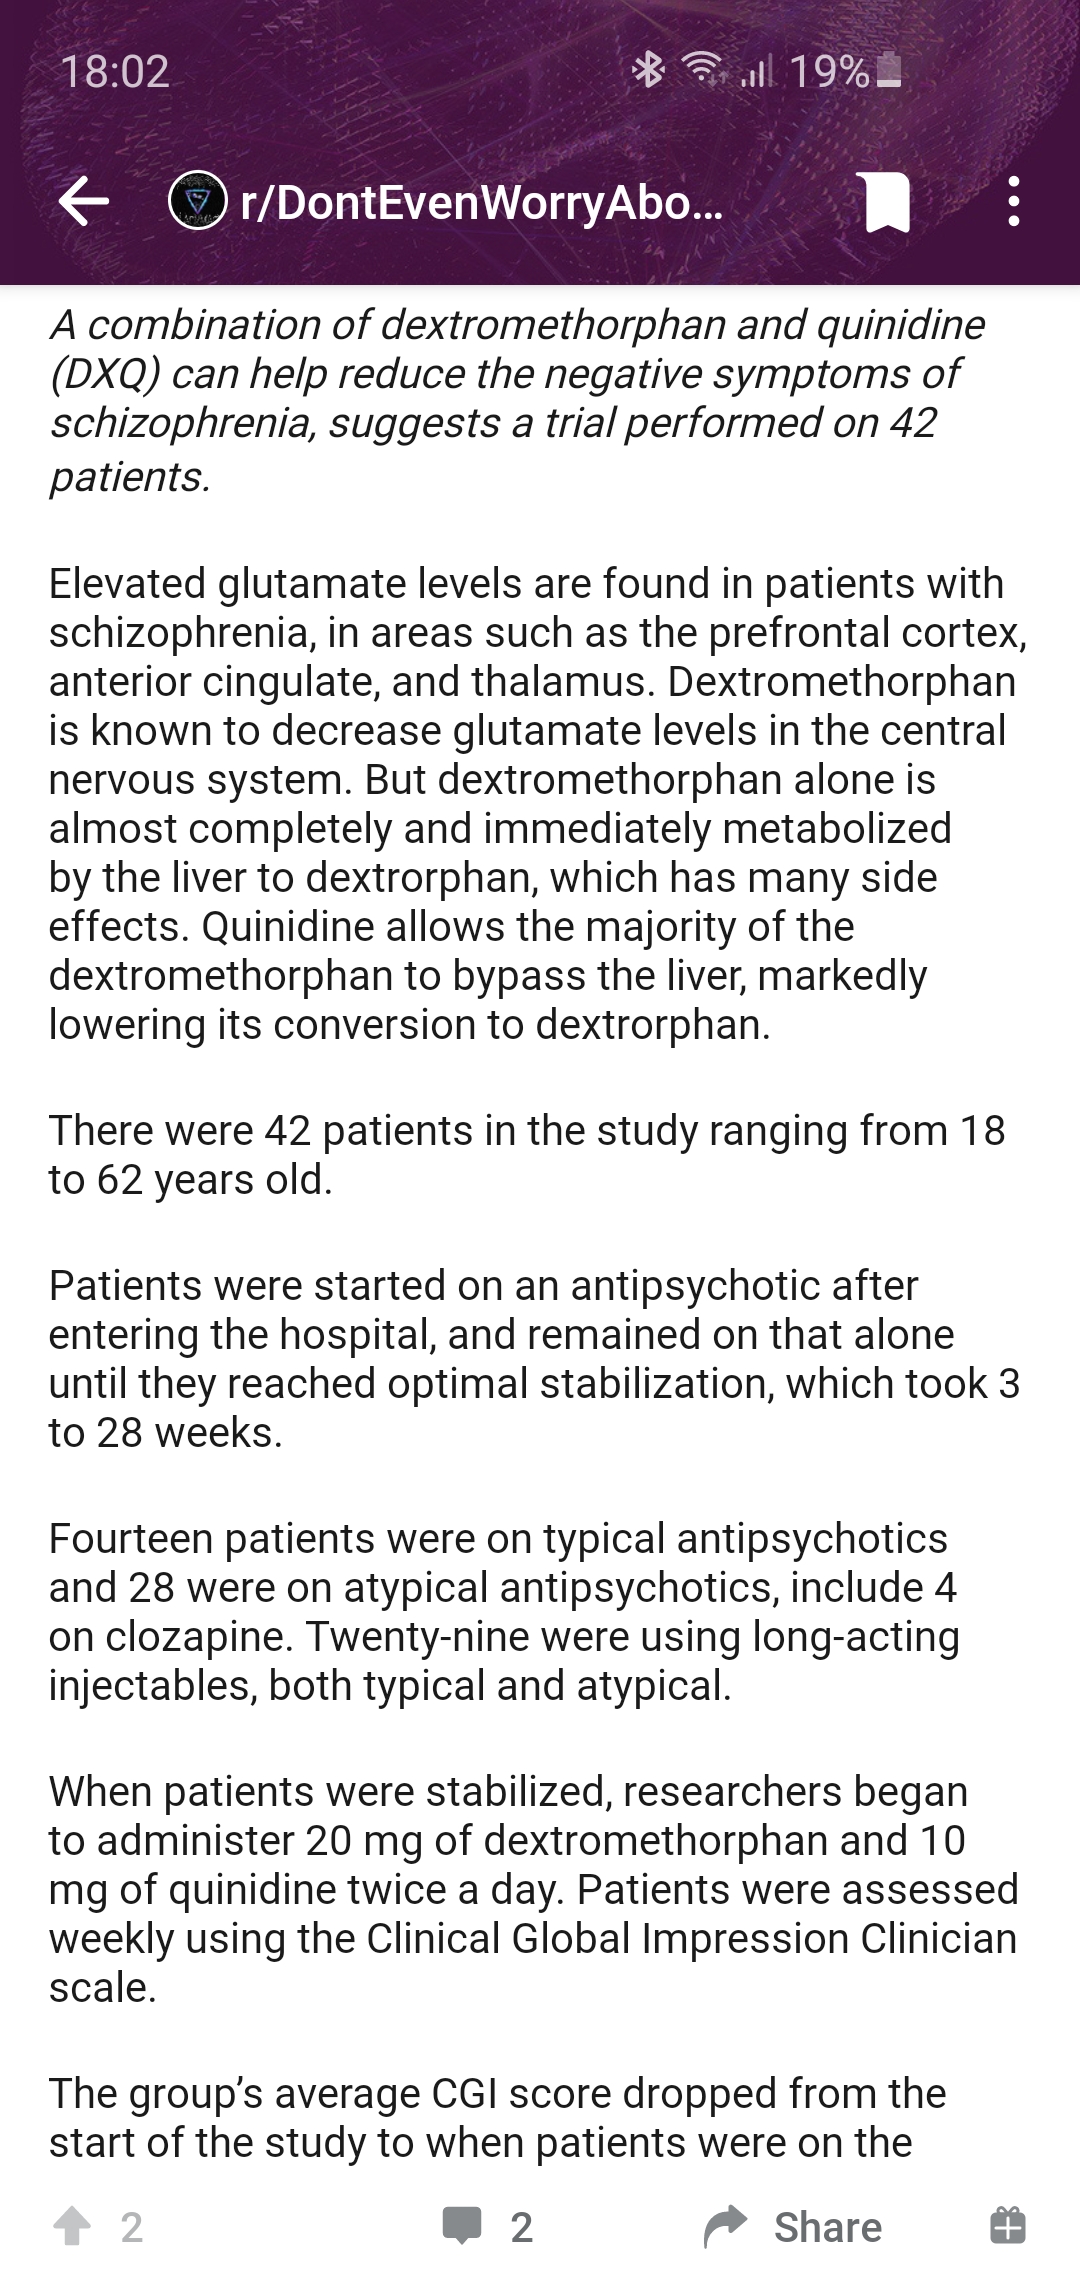 18:02
19%
r/DontEvenWorryAbo...
A combination of dextromethorphan and quinidine
(DXQ) can help reduce the negative symptoms of
schizophrenia, suggests a trial performed on 42
patients.
Elevated glutamate levels are found in patients with
schizophrenia, in areas such as the prefrontal cortex,
anterior cingulate, and thalamus. Dextromethorphan
is known to decrease glutamate levels in the central
nervous system. But dextromethorphan alone is
almost completely and immediately metabolized
by the liver to dextrorphan, which has many side
effects. Quinidine allows the majority of the
dextromethorphan to bypass the liver, markedly
lowering its conversion to dextrorphan.
There were 42 patients in the study ranging from 18
to 62 years old.
Patients were started on an antipsychotic after
entering the hospital, and remained on that alone
until they reached optimal stabilization, which took 3
to 28 weeks.
Fourteen patients were on typical antipsychotics
and 28 were on atypical antipsychotics, include 4
on clozapine. Twenty-nine were using long-acting
injectables, both typical and atypical.
When patients were stabilized, researchers began
to administer 20 mg of dextromethorphan and 10
mg of quinidine twice a day. Patients were assessed
weekly using the Clinical Global Impression Clinician
scale.
The group’s average CGI score dropped from the
start of the study to when patients were on the
2
2
Share